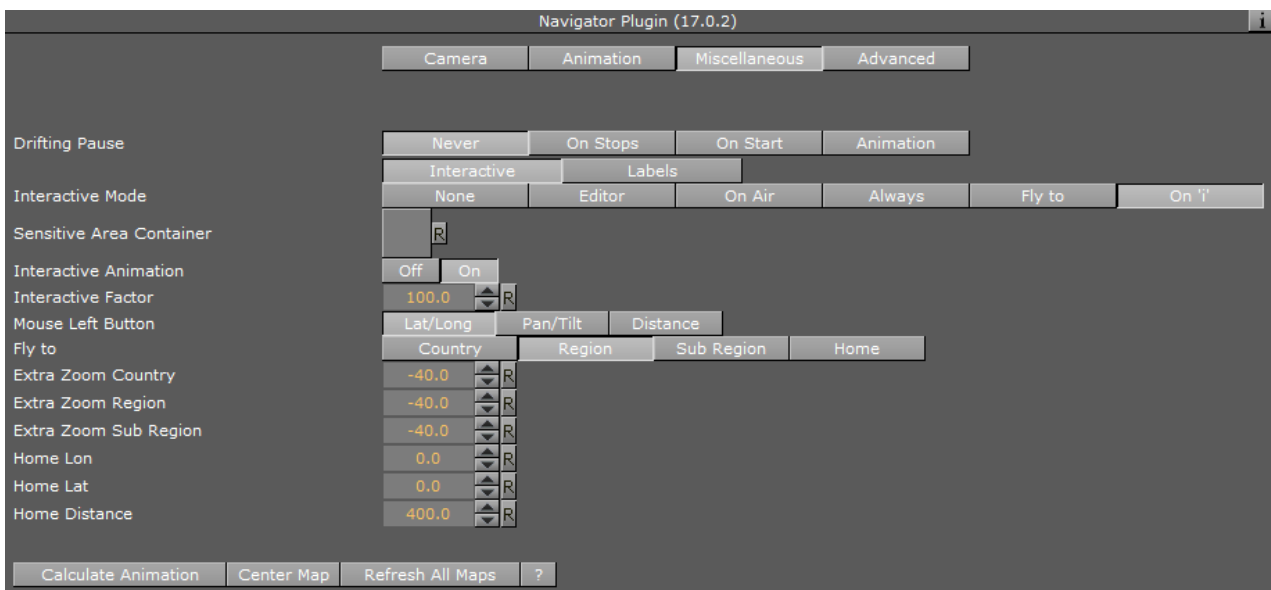 Navigator Plugin (17.0.2) i
Camera Animation Miscellaneous Advanced
Drifting Pause Never On Stops On Start Animation
Interactive Labels
Interactive Mode None Editor On Air Always Fly to On 'i'
Sensitive Area Container R
Interactive Animation Off On
Interactive Factor 100.0 R
Mouse Left Button Lat/Long Pan/Tilt Distance
Fly to Country Region Sub Region Home
Extra Zoom Country -40.0 R
Extra Zoom Region -40.0 R
Extra Zoom Sub Region -40.0 R
Home Lon 0.0 R
Home Lat 0.0 R
Home Distance 400.0 R
Calculate Animation Center Map Refresh All Maps ?